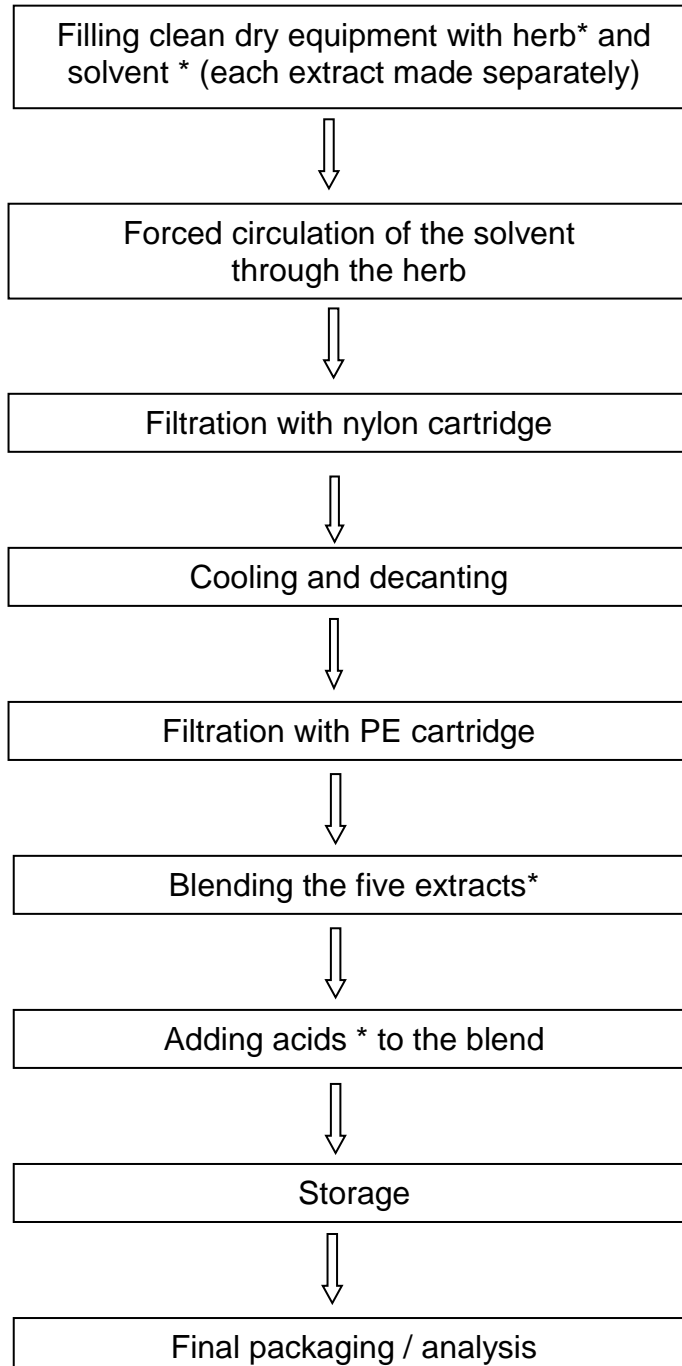 Filling clean dry equipment with herb* and
solvent * (each extract made separately)
Forced circulation of the solvent
through the herb
Filtration with nylon cartridge
Cooling and decanting
Filtration with PE cartridge
Blending the five extracts*
Adding acids * to the blend
Storage
Final packaging / analysis